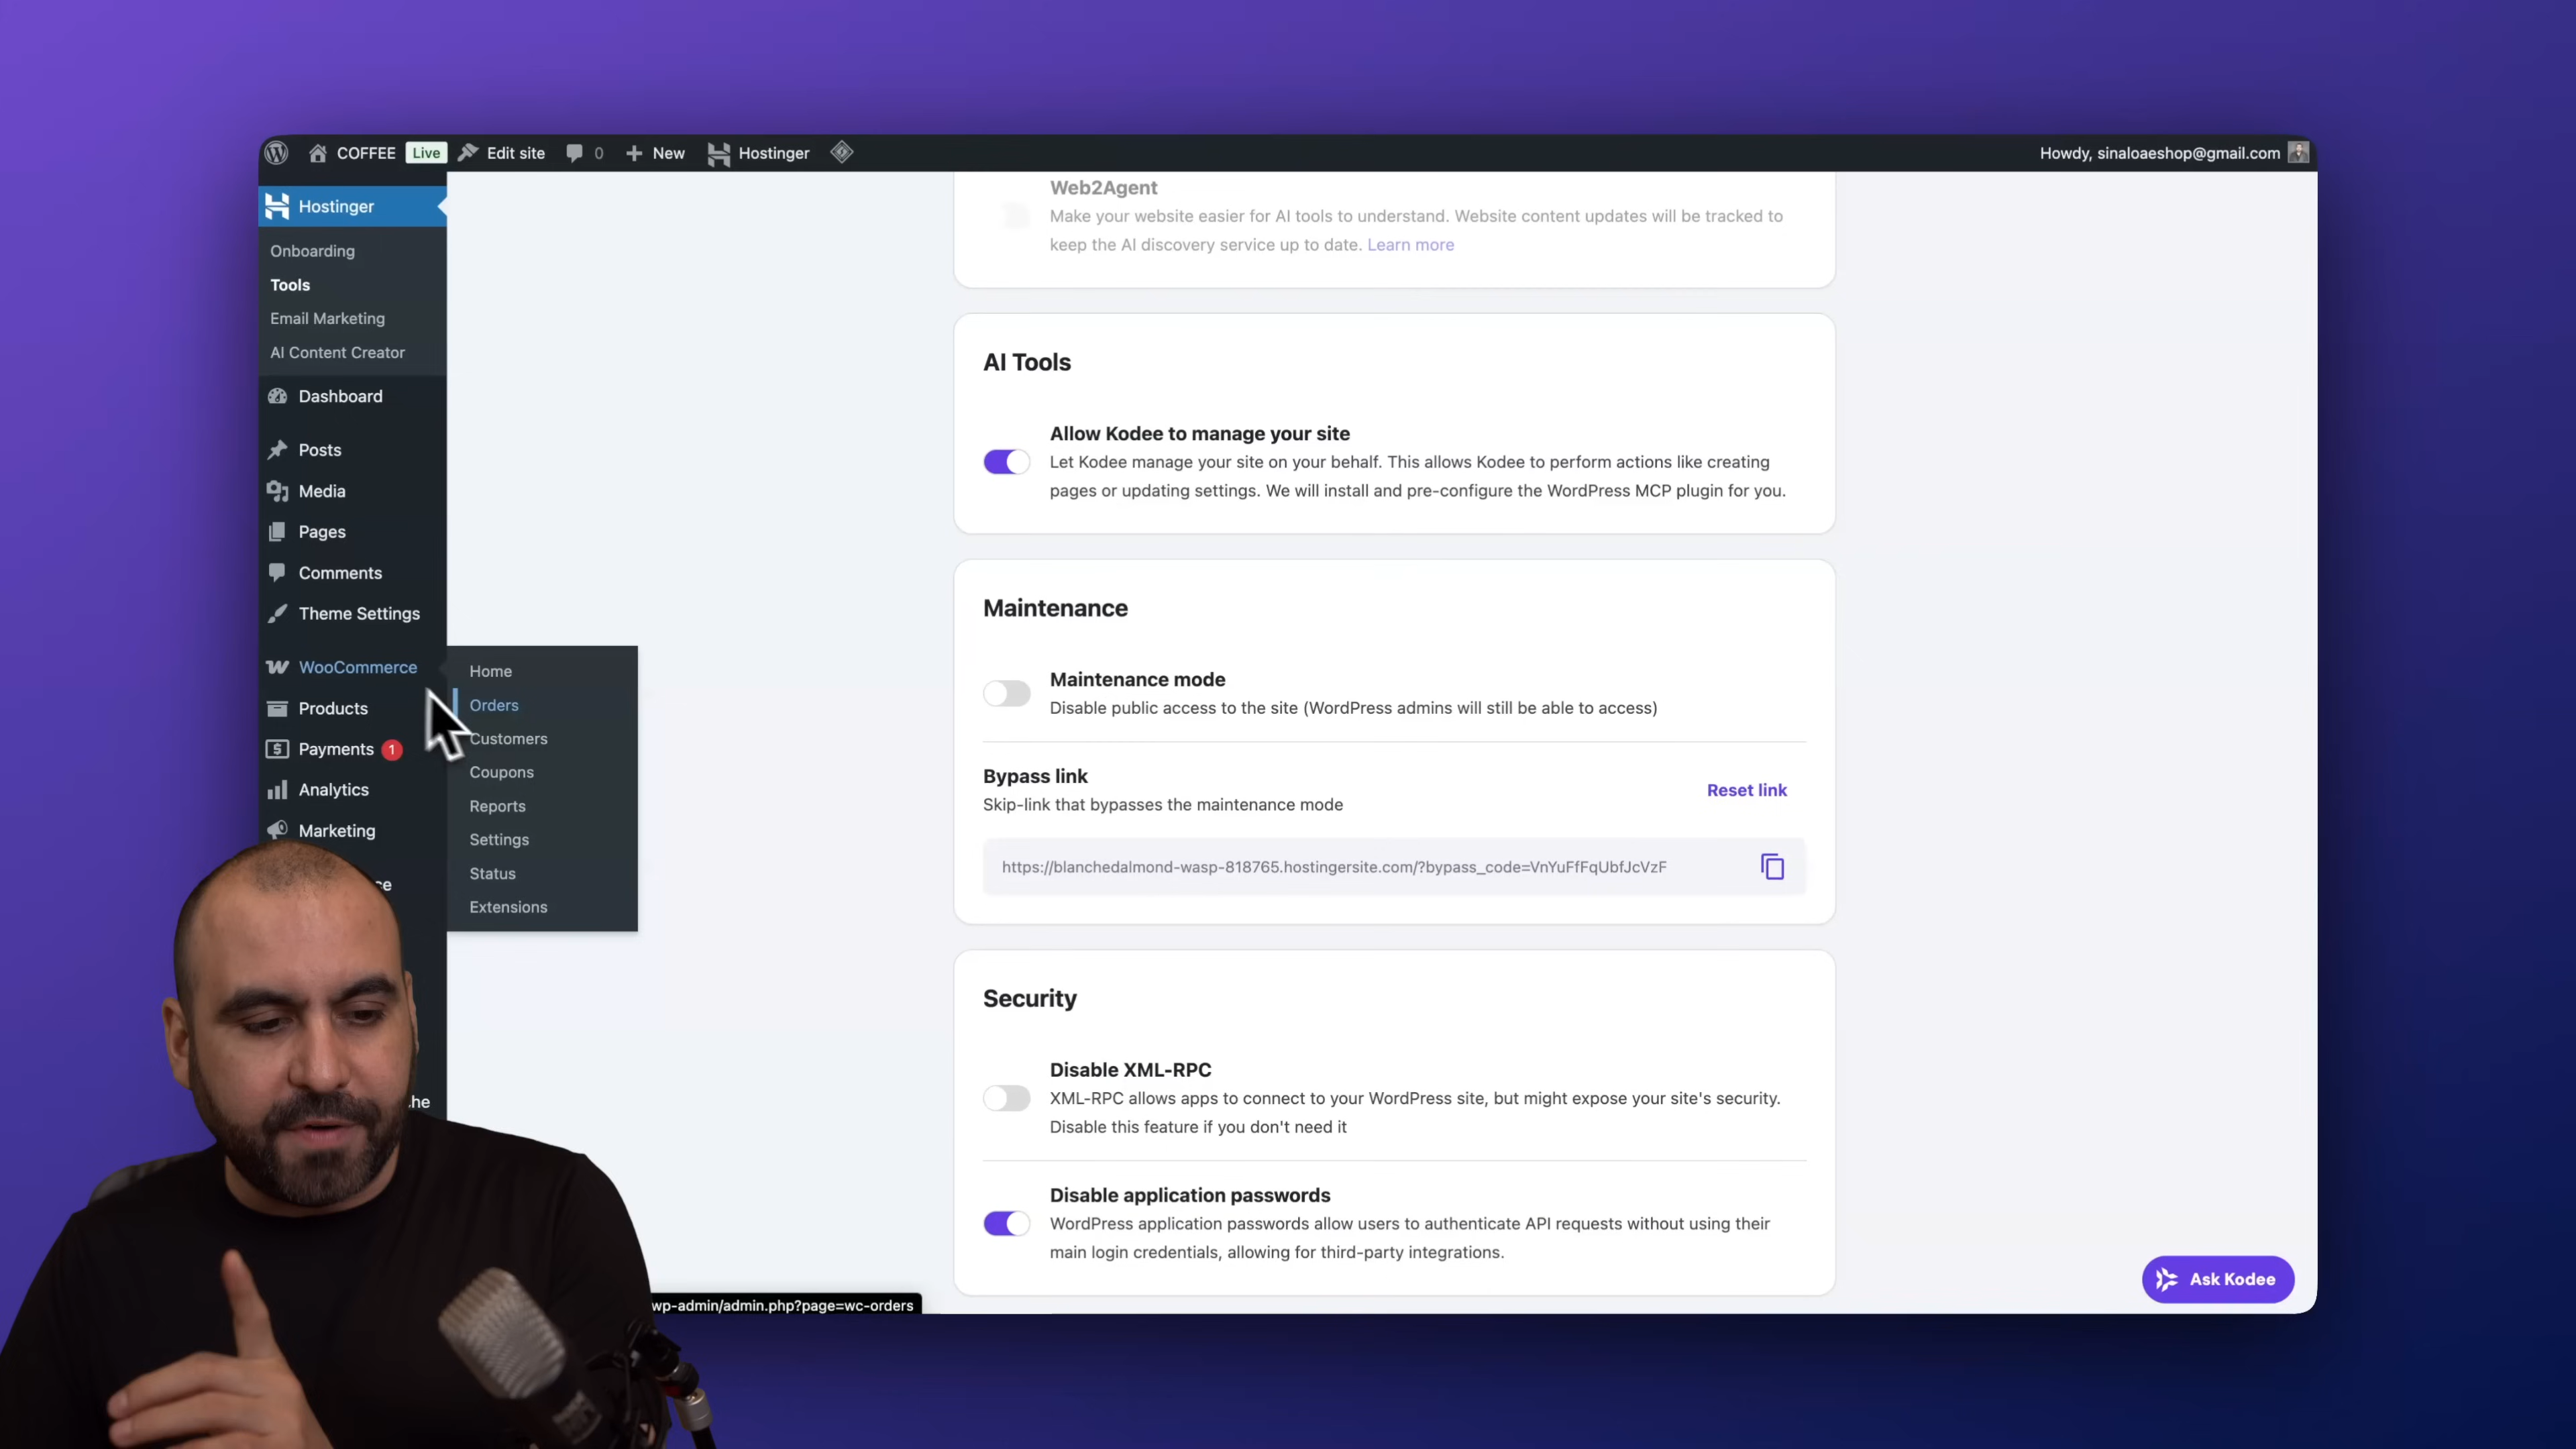 COFFEE Live Edit site 0 New Hostinger Howdy, sinaloaeshop@gmail.com
Hostinger
Onboarding
Tools
Email Marketing
AI Content Creator
Dashboard
Posts
Media
Pages
Comments
Theme Settings
WooCommerce
Products
Payments 1
Analytics
Marketing
ce
he
Home
Orders
Customers
Coupons
Reports
Settings
Status
Extensions
Web2Agent
Make your website easier for AI tools to understand. Website content updates will be tracked to
keep the AI discovery service up to date. Learn more
AI Tools
Allow Kodee to manage your site
Let Kodee manage your site on your behalf. This allows Kodee to perform actions like creating
pages or updating settings. We will install and pre-configure the WordPress MCP plugin for you.
Maintenance
Maintenance mode
Disable public access to the site (WordPress admins will still be able to access)
Bypass link
Skip-link that bypasses the maintenance mode
Reset link
https://blanchedalmond-wasp-818765.hostingersite.com/?bypass_code=VnYuFfFqUbfJcVzF
Security
Disable XML-RPC
XML-RPC allows apps to connect to your WordPress site, but might expose your site's security.
Disable this feature if you don't need it
Disable application passwords
WordPress application passwords allow users to authenticate API requests without using their
main login credentials, allowing for third-party integrations.
Ask Kodee
wp-admin/admin.php?page=wc-orders